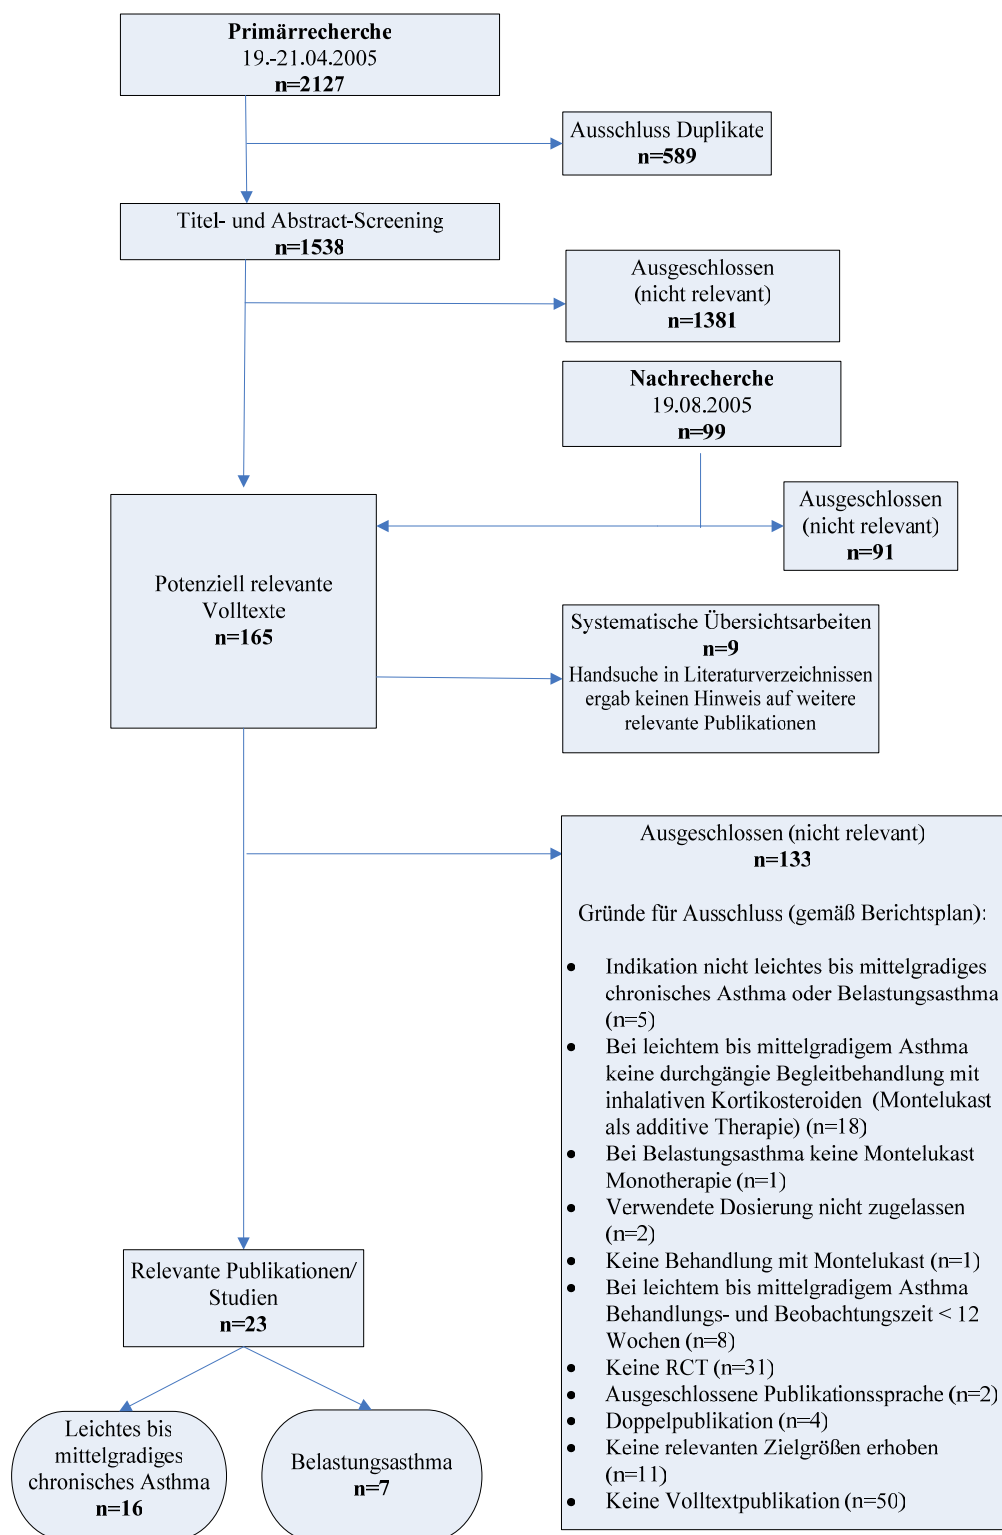 Primärrecherche
19.-21.04.2005
n=2127
Ausschluss Duplikate
n=589
Titel- und Abstract-Screening
n=1538
Ausgeschlossen
(nicht relevant)
n=1381
Nachrecherche
19.08.2005
n=99
Ausgeschlossen
(nicht relevant)
n=91
Potenziell relevante
Volltexte
n=165
Systematische Übersichtsarbeiten
n=9
Handsuche in Literaturverzeichnissen
ergab keinen Hinweis auf weitere
relevante Publikationen
Ausgeschlossen (nicht relevant)
n=133
Gründe für Ausschluss (gemäß Berichtsplan):
• Indikation nicht leichtes bis mittelgradiges
chronisches Asthma oder Belastungsasthma
(n=5)
• Bei leichtem bis mittelgradigem Asthma
keine durchgängie Begleitbehandlung mit
inhalativen Kortikosteroiden (Montelukast
als additive Therapie) (n=18)
• Bei Belastungsasthma keine Montelukast
Monotherapie (n=1)
• Verwendete Dosierung nicht zugelassen
(n=2)
• Keine Behandlung mit Montelukast (n=1)
• Bei leichtem bis mittelgradigem Asthma
Behandlungs- und Beobachtungszeit < 12
Wochen (n=8)
• Keine RCT (n=31)
• Ausgeschlossene Publikationssprache (n=2)
• Doppelpublikation (n=4)
• Keine relevanten Zielgrößen erhoben
(n=11)
• Keine Volltextpublikation (n=50)
Relevante Publikationen/
Studien
n=23
Leichtes bis
mittelgradiges
chronisches Asthma
n=16
Belastungsasthma
n=7